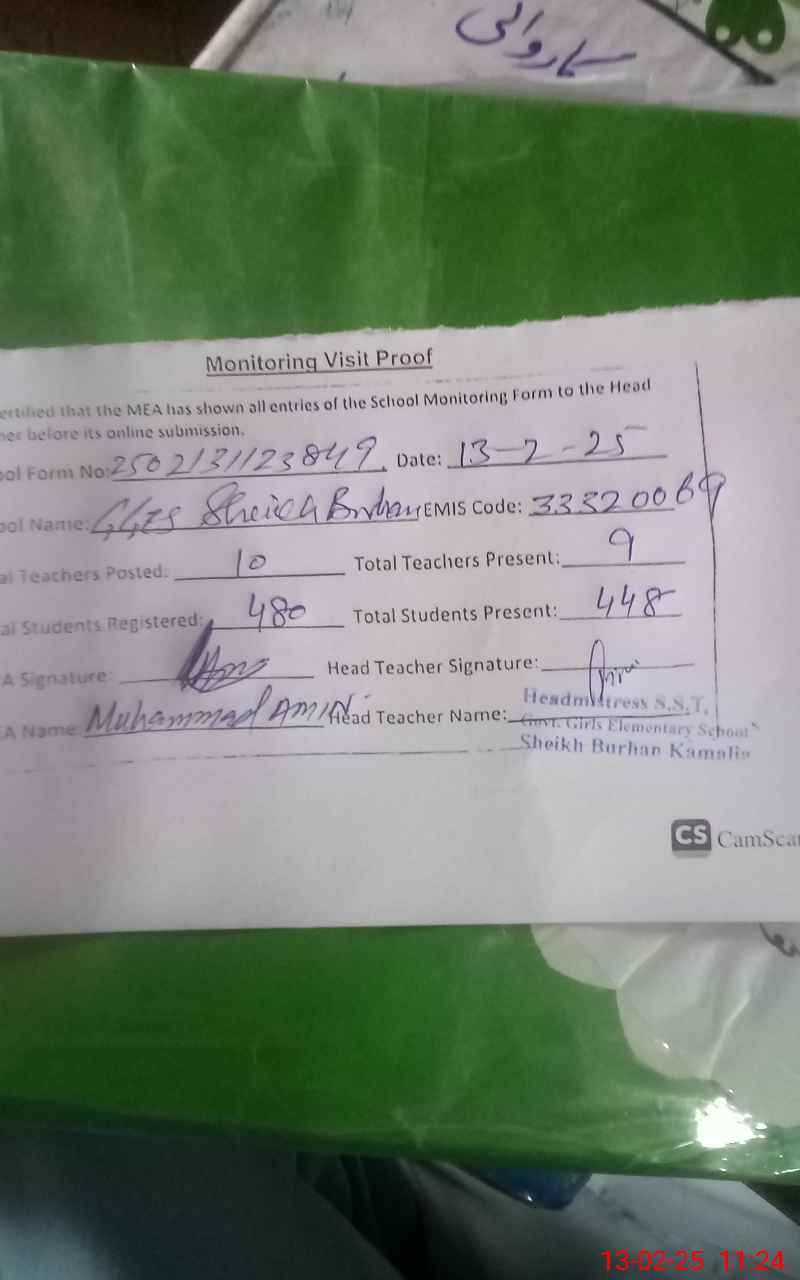 کاروائی
Monitoring Visit Proof
ertified that the MEA has shown all entries of the School Monitoring Form to the Head
her before its online submission.
ool Form No: 2502131123849 Date: 13-2-25
ool Name: GGES Sheikh Burhan EMIS Code: 33320069
al Teachers Posted: 10 Total Teachers Present: 9
al Students Registered: 480 Total Students Present: 448
A Signature: Head Teacher Signature:
A Name: Muhammad AMIN Head Teacher Name:
Headmistress S.S.T.
Govt. Girls Elementary School
Sheikh Burhan Kamalia
CS CamScan
13-02-25 11:24